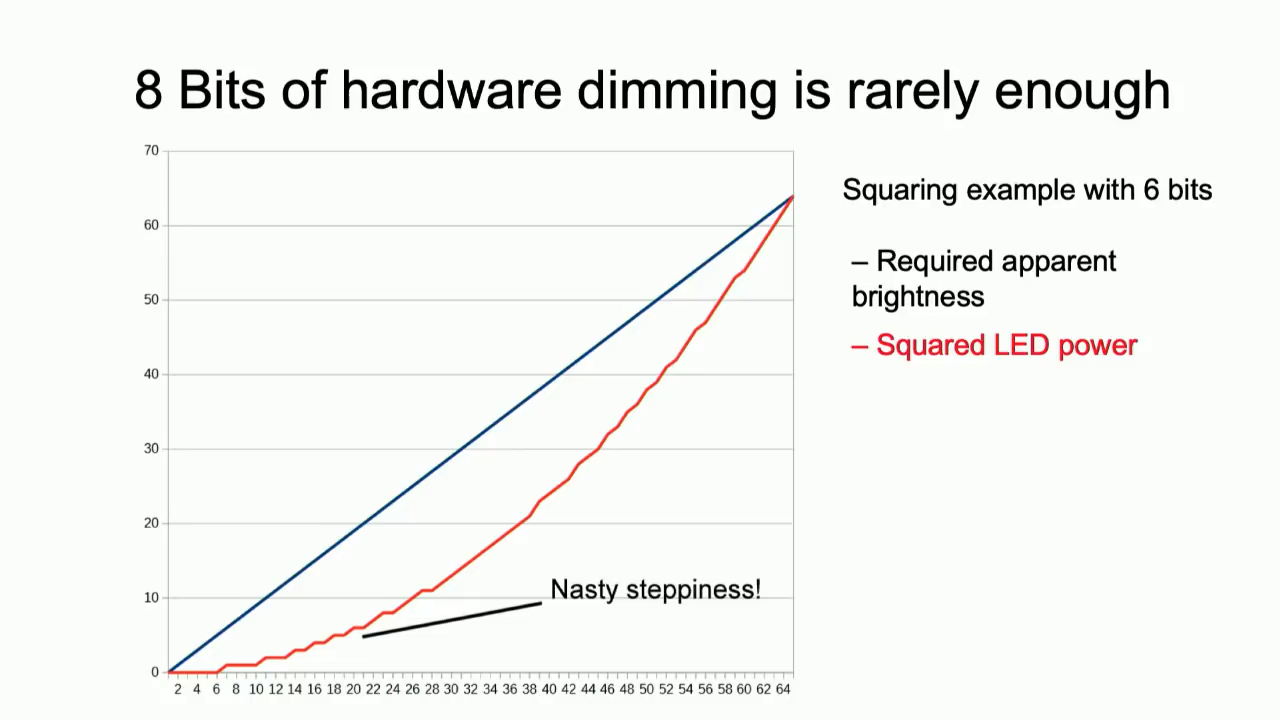 8 Bits of hardware dimming is rarely enough
70
60
50
40
30
20
10
0
2 4 6 8 10 12 14 16 18 20 22 24 26 28 30 32 34 36 38 40 42 44 46 48 50 52 54 56 58 60 62 64
Nasty steppiness!
Squaring example with 6 bits
– Required apparent
brightness
– Squared LED power